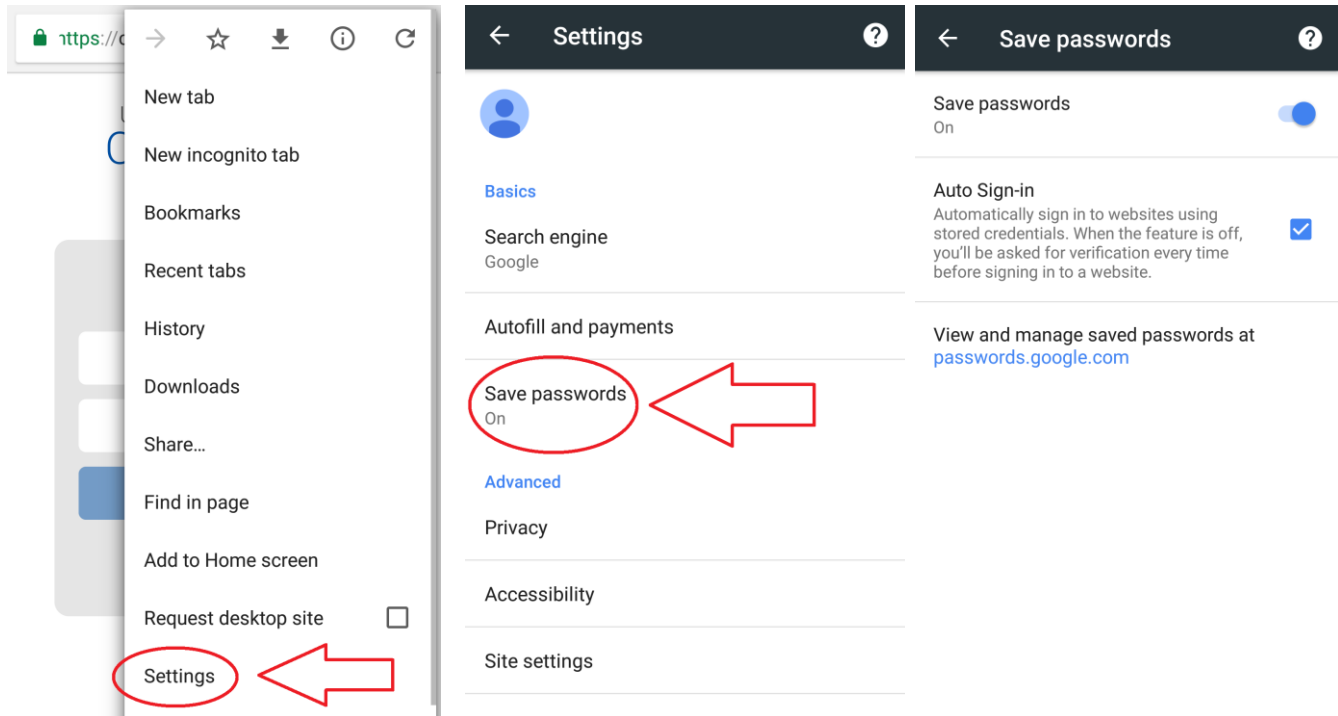 https://
New tab
New incognito tab
Bookmarks
Recent tabs
History
Downloads
Share...
Find in page
Add to Home screen
Request desktop site
Settings
Settings
Basics
Search engine
Google
Autofill and payments
Save passwords
On
Advanced
Privacy
Accessibility
Site settings
Save passwords
Save passwords
On
Auto Sign-in
Automatically sign in to websites using
stored credentials. When the feature is off,
you'll be asked for verification every time
before signing in to a website.
View and manage saved passwords at
passwords.google.com